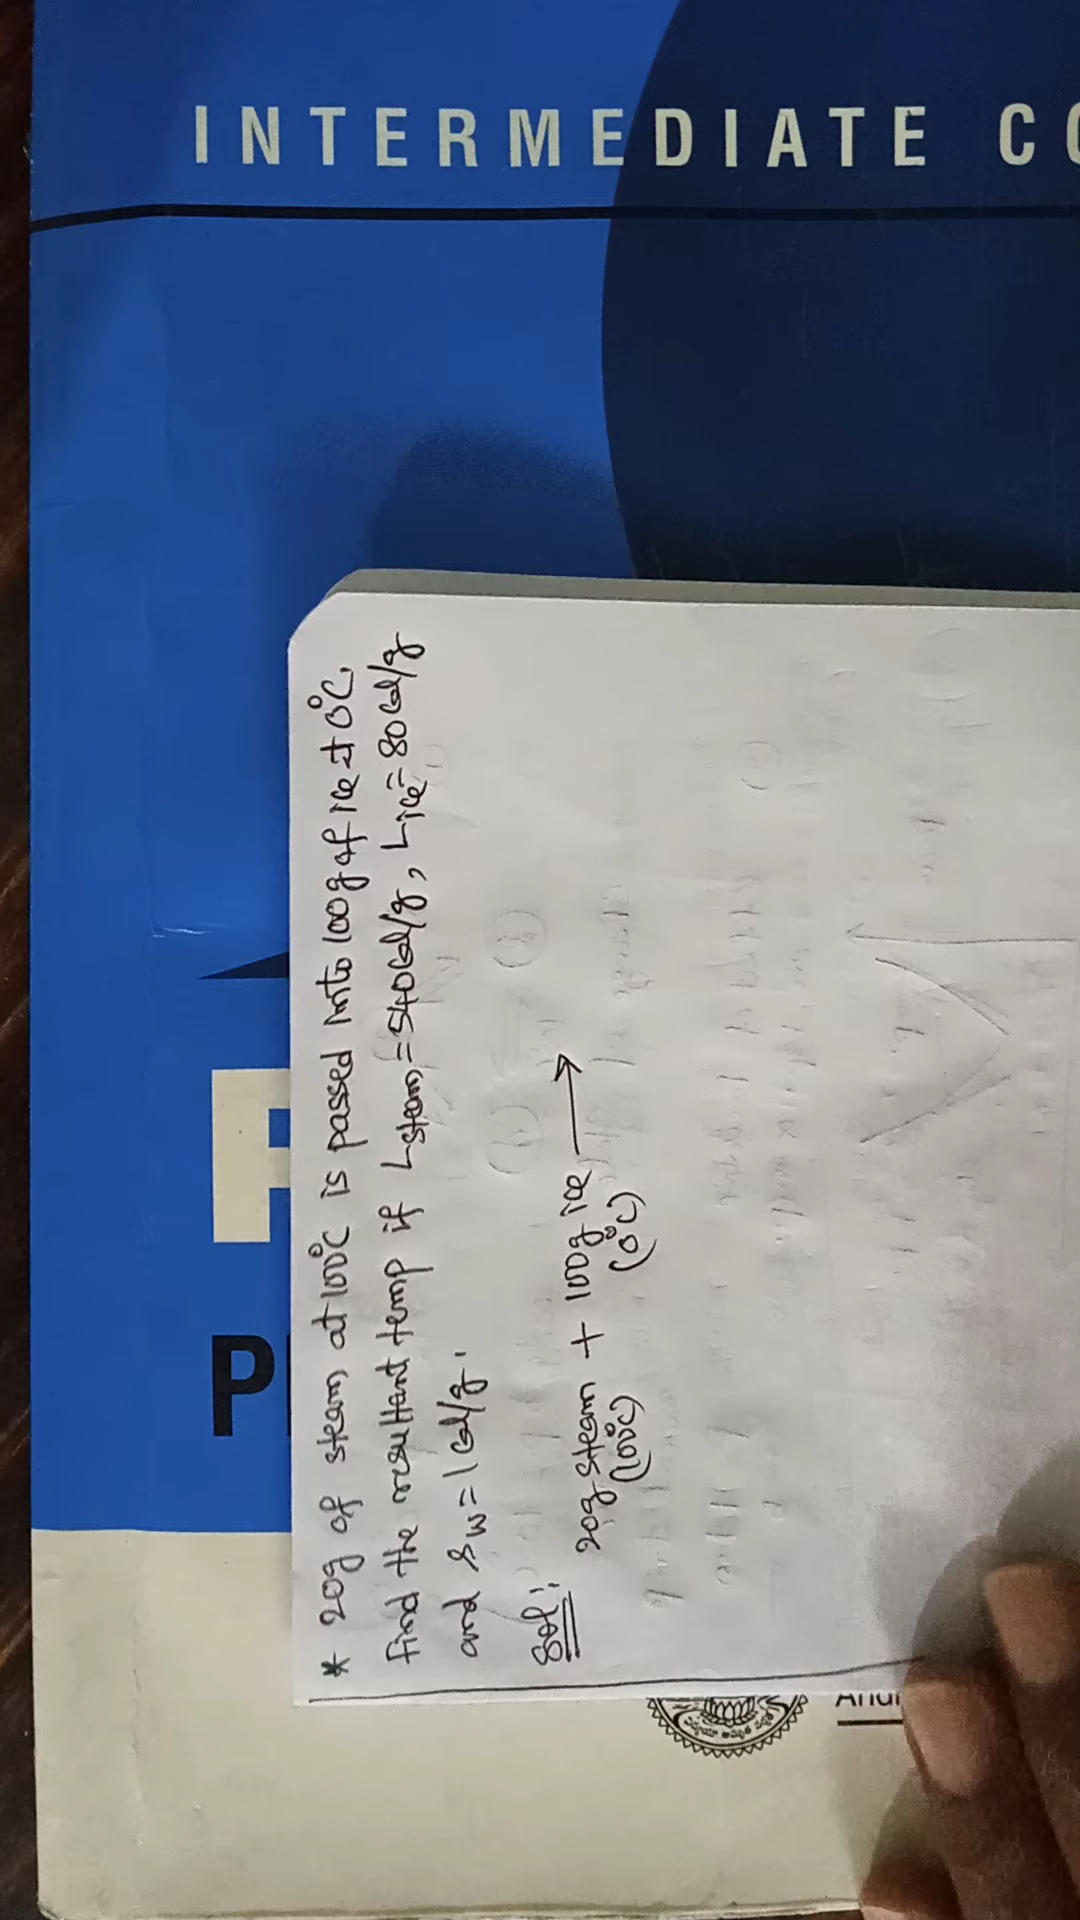 INTERMEDIATE CO
P
* 20g of steam at 100°C is passed into 100g of ice at 0°C.
find the resultant temp if Lsteam = 540 Cal/g, Lice = 80 Cal/g
and Sw = 1 Cal/g.
Sol:
20g steam + 100g ice →
(100°C) (0°C)